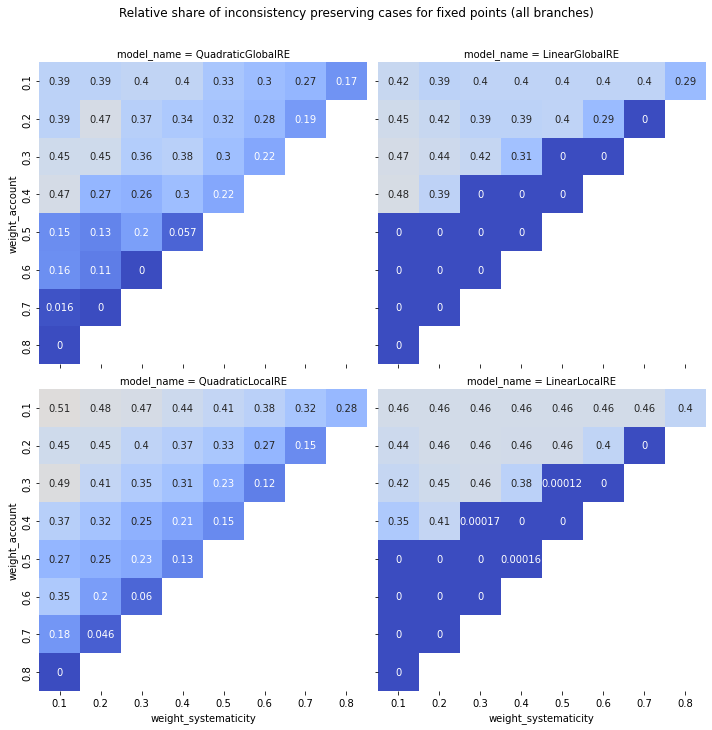 Relative share of inconsistency preserving cases for fixed points (all branches)
model_name = QuadraticGlobalIRE
0.1 0.39 0.39 0.4 0.4 0.33 0.3 0.27 0.17
0.2 0.39 0.47 0.37 0.34 0.32 0.28 0.19
0.3 0.45 0.45 0.36 0.38 0.3 0.22
0.4 0.47 0.27 0.26 0.3 0.22
0.5 0.15 0.13 0.2 0.057
0.6 0.16 0.11 0
0.7 0.016 0
0.8 0
weight_account
model_name = LinearGlobalIRE
0.42 0.39 0.4 0.4 0.4 0.4 0.4 0.29
0.45 0.42 0.39 0.39 0.4 0.29 0
0.47 0.44 0.42 0.31 0 0
0.48 0.39 0 0 0
0 0 0 0
0 0 0
0 0
0
model_name = QuadraticLocalIRE
0.1 0.51 0.48 0.47 0.44 0.41 0.38 0.32 0.28
0.2 0.45 0.45 0.4 0.37 0.33 0.27 0.15
0.3 0.49 0.41 0.35 0.31 0.23 0.12
0.4 0.37 0.32 0.25 0.21 0.15
0.5 0.27 0.25 0.23 0.13
0.6 0.35 0.2 0.06
0.7 0.18 0.046
0.8 0
weight_account
0.1 0.2 0.3 0.4 0.5 0.6 0.7 0.8
weight_systematicity
model_name = LinearLocalIRE
0.46 0.46 0.46 0.46 0.46 0.46 0.46 0.4
0.44 0.46 0.46 0.46 0.46 0.4 0
0.42 0.45 0.46 0.38 0.00012 0
0.35 0.41 0.00017 0 0
0 0 0 0.00016
0 0 0
0 0
0
0.1 0.2 0.3 0.4 0.5 0.6 0.7 0.8
weight_systematicity